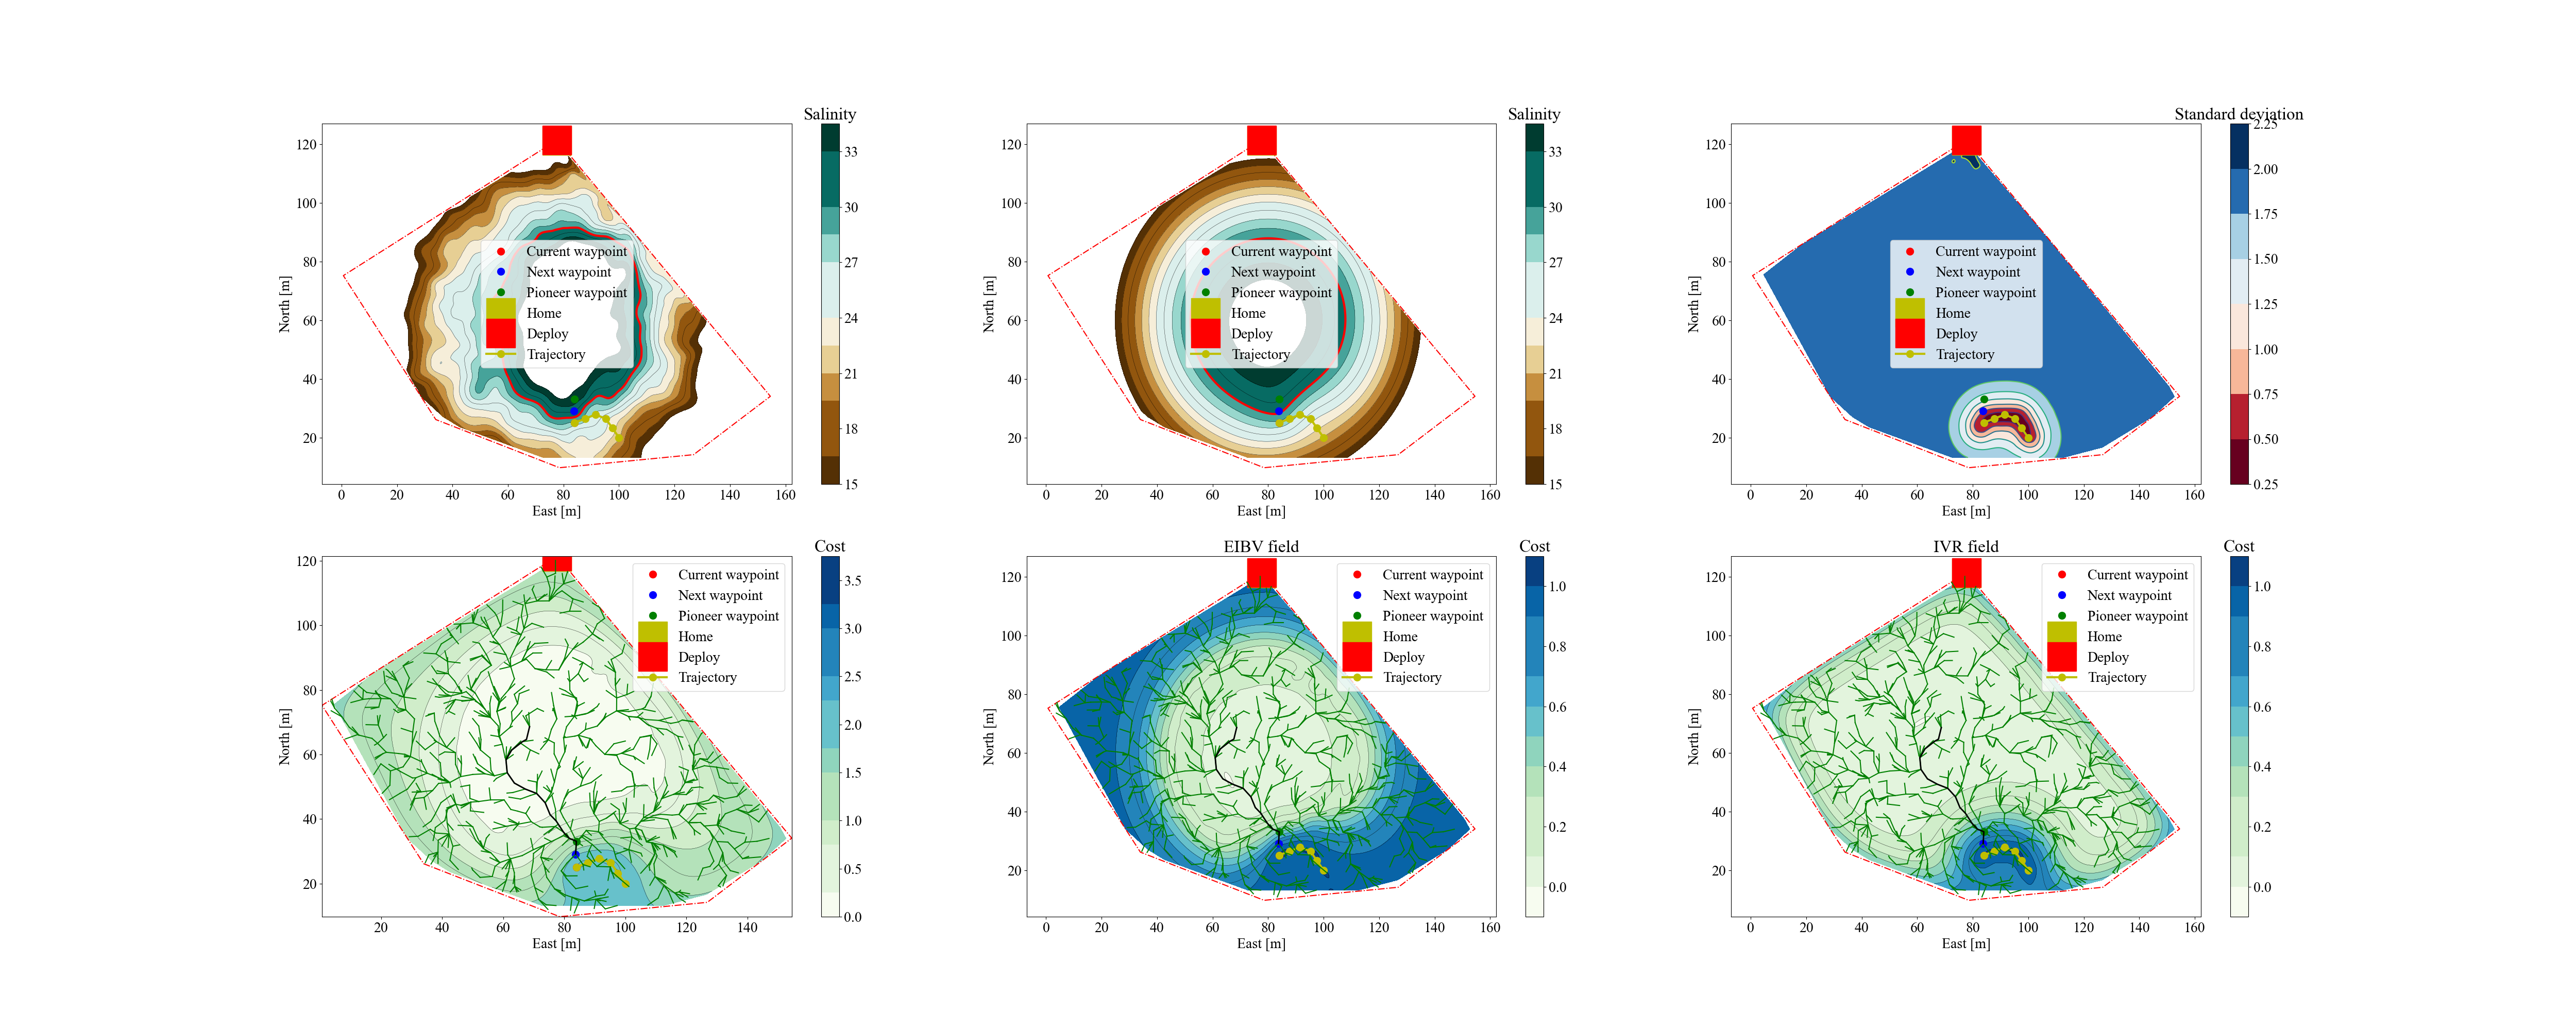 Salinity
Salinity
Standard deviation
120
100
80
60
40
20
North [m]
Current waypoint
Next waypoint
Pioneer waypoint
Home
Deploy
Trajectory
0 20 40 60 80 100 120 140 160
East [m]
33
30
27
24
21
18
15
120
100
80
60
40
20
North [m]
Current waypoint
Next waypoint
Pioneer waypoint
Home
Deploy
Trajectory
0 20 40 60 80 100 120 140 160
East [m]
33
30
27
24
21
18
15
120
100
80
60
40
20
North [m]
Current waypoint
Next waypoint
Pioneer waypoint
Home
Deploy
Trajectory
0 20 40 60 80 100 120 140 160
East [m]
2.25
2.00
1.75
1.50
1.25
1.00
0.75
0.50
0.25
Cost
EIBV field
Cost
IVR field
Cost
120
100
80
60
40
20
North [m]
Current waypoint
Next waypoint
Pioneer waypoint
Home
Deploy
Trajectory
20 40 60 80 100 120 140
East [m]
3.5
3.0
2.5
2.0
1.5
1.0
0.5
0.0
120
100
80
60
40
20
North [m]
Current waypoint
Next waypoint
Pioneer waypoint
Home
Deploy
Trajectory
0 20 40 60 80 100 120 140 160
East [m]
1.0
0.8
0.6
0.4
0.2
0.0
120
100
80
60
40
20
North [m]
Current waypoint
Next waypoint
Pioneer waypoint
Home
Deploy
Trajectory
0 20 40 60 80 100 120 140 160
East [m]
1.0
0.8
0.6
0.4
0.2
0.0